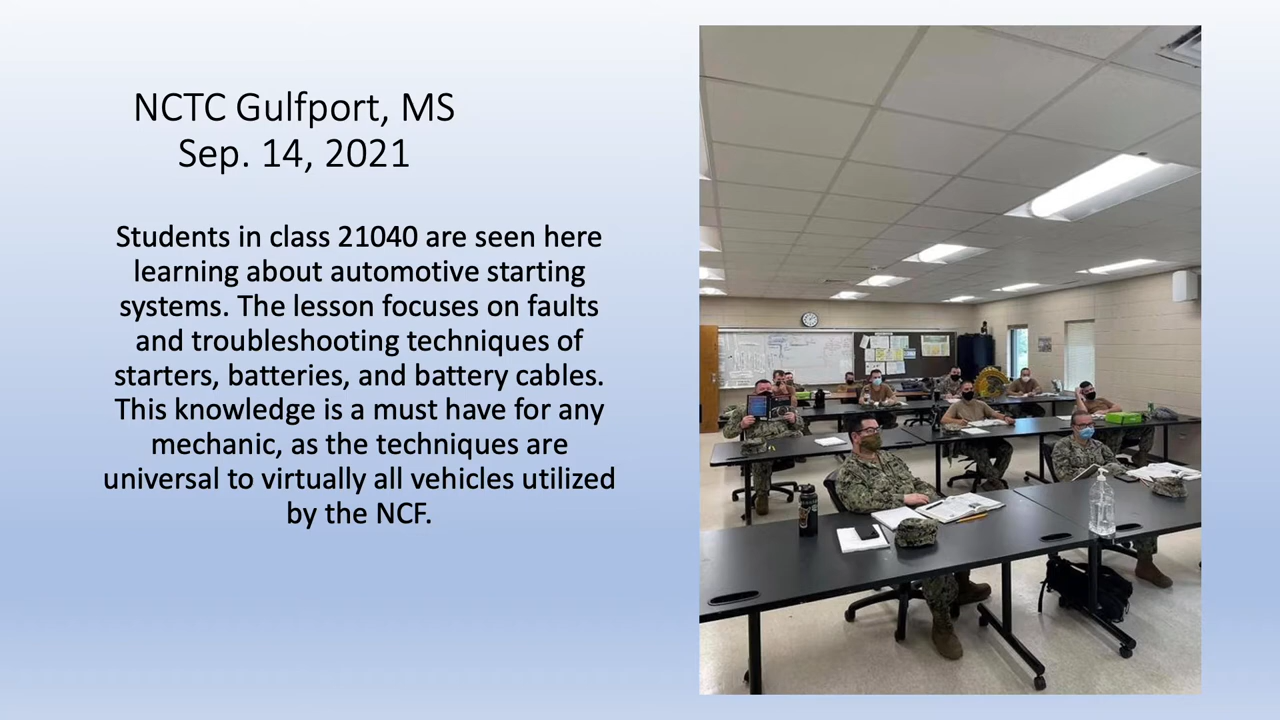 NCTC Gulfport, MS
Sep. 14, 2021
Students in class 21040 are seen here
learning about automotive starting
systems. The lesson focuses on faults
and troubleshooting techniques of
starters, batteries, and battery cables.
This knowledge is a must have for any
mechanic, as the techniques are
universal to virtually all vehicles utilized
by the NCF.